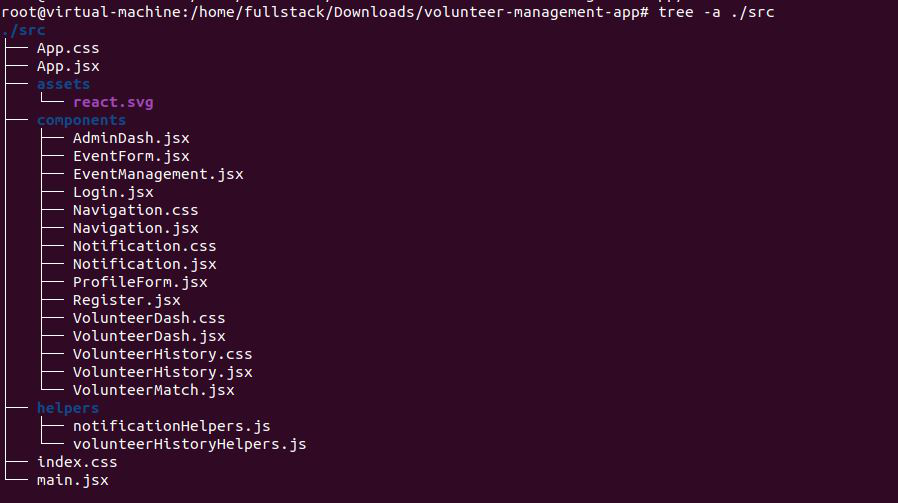 root@virtual-machine:/home/fullstack/Downloads/volunteer-management-app# tree -a ./src
./src
├── App.css
├── App.jsx
├── assets
│   └── react.svg
├── components
│   ├── AdminDash.jsx
│   ├── EventForm.jsx
│   ├── EventManagement.jsx
│   ├── Login.jsx
│   ├── Navigation.css
│   ├── Navigation.jsx
│   ├── Notification.css
│   ├── Notification.jsx
│   ├── ProfileForm.jsx
│   ├── Register.jsx
│   ├── VolunteerDash.css
│   ├── VolunteerDash.jsx
│   ├── VolunteerHistory.css
│   ├── VolunteerHistory.jsx
│   └── VolunteerMatch.jsx
├── helpers
│   ├── notificationHelpers.js
│   └── volunteerHistoryHelpers.js
├── index.css
└── main.jsx